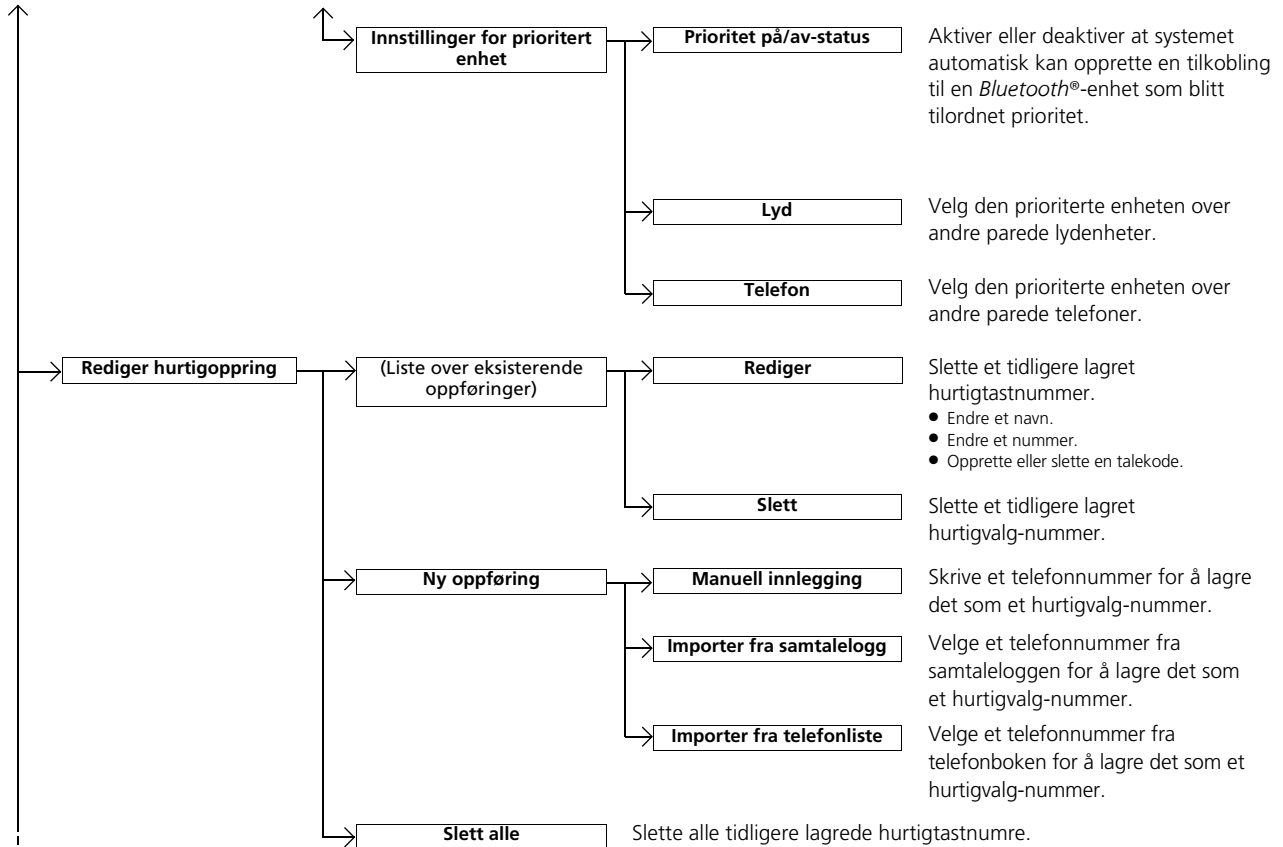 Innstillinger for prioritert
enhet
Prioritet på/av-status
Aktiver eller deaktiver at systemet
automatisk kan opprette en tilkobling
til en Bluetooth®-enhet som blitt
tilordnet prioritet.
Lyd
Velg den prioriterte enheten over
andre parede lydenheter.
Telefon
Velg den prioriterte enheten over
andre parede telefoner.
Rediger hurtigoppring
(Liste over eksisterende
oppføringer)
Rediger
Slette et tidligere lagret
hurtigtastnummer.
● Endre et navn.
● Endre et nummer.
● Opprette eller slette en talekode.
Slett
Slette et tidligere lagret
hurtigvalg-nummer.
Ny oppføring
Manuell innlegging
Skrive et telefonnummer for å lagre
det som et hurtigvalg-nummer.
Importer fra samtalelogg
Velge et telefonnummer fra
samtaleloggen for å lagre det som
et hurtigvalg-nummer.
Importer fra telefonliste
Velge et telefonnummer fra
telefonboken for å lagre det som et
hurtigvalg-nummer.
Slett alle
Slette alle tidligere lagrede hurtigtastnumre.